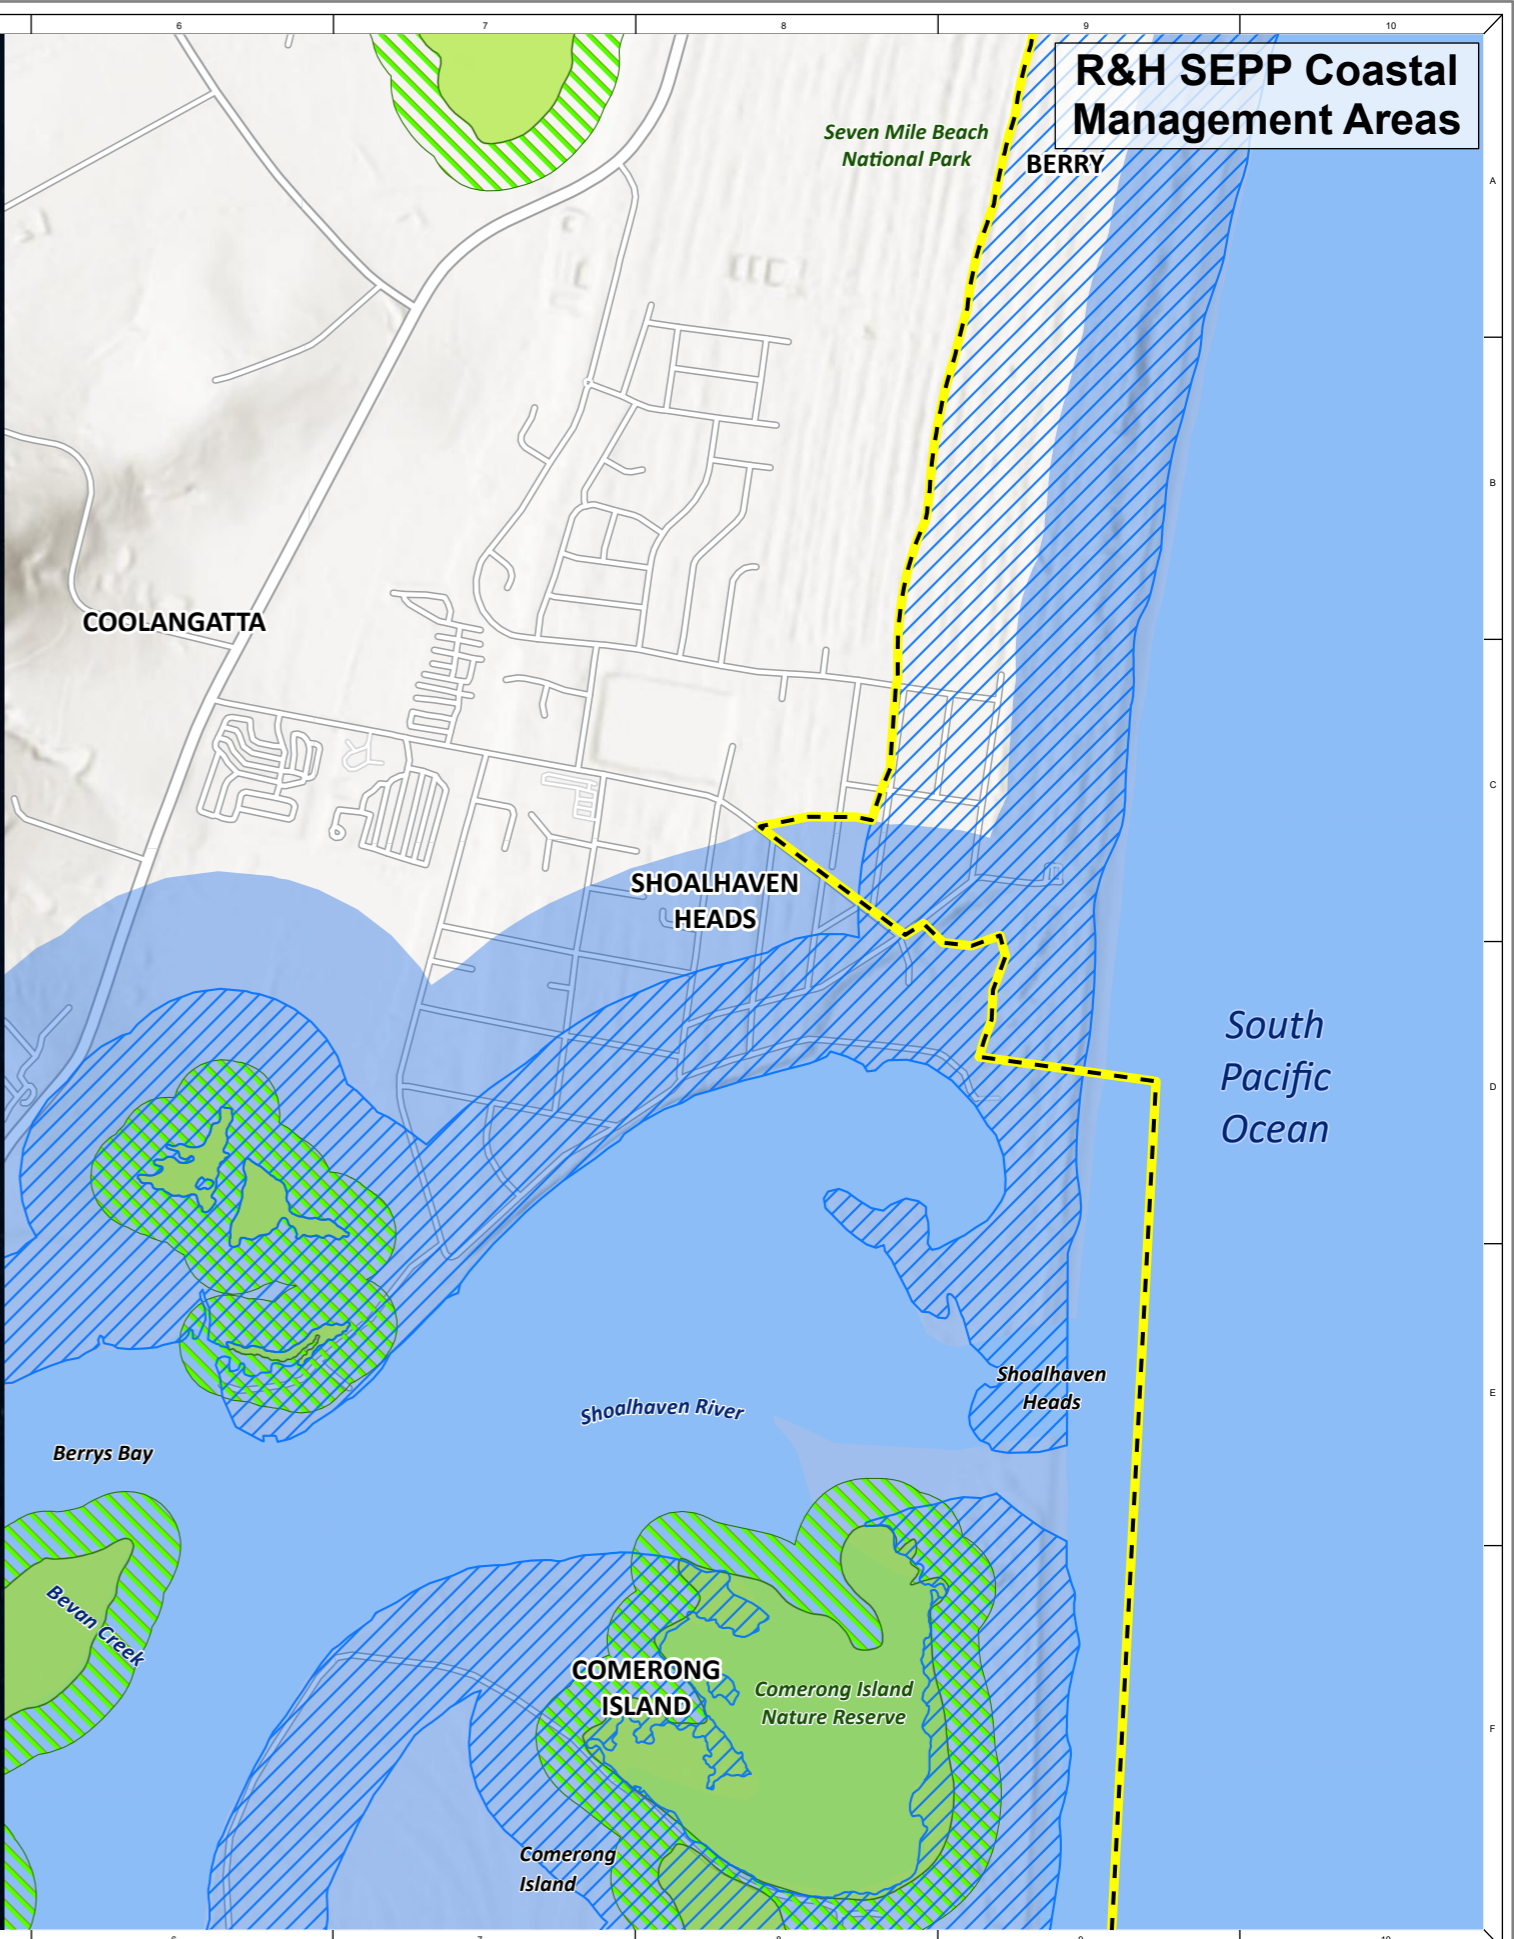 6 7 8 9 10
R&H SEPP Coastal
Management Areas
Seven Mile Beach
National Park
BERRY
A
B
COOLANGATTA
C
SHOALHAVEN
HEADS
South
Pacific
Ocean
D
Shoalhaven
Heads
E
Shoalhaven River
Berrys Bay
Bevan Creek
COMERONG
ISLAND
Comerong Island
Nature Reserve
F
Comerong
Island